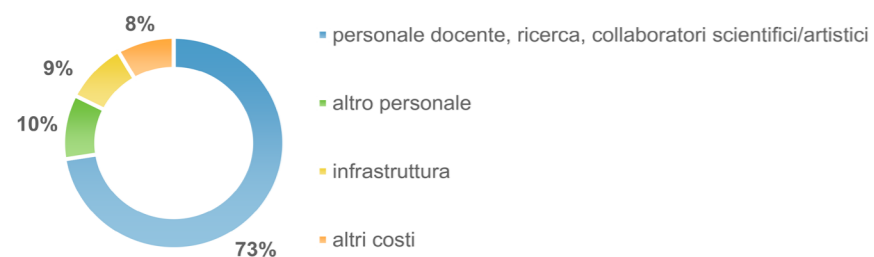 8%
9%
10%
73%
personale docente, ricerca, collaboratori scientifici/artistici
altro personale
infrastruttura
altri costi